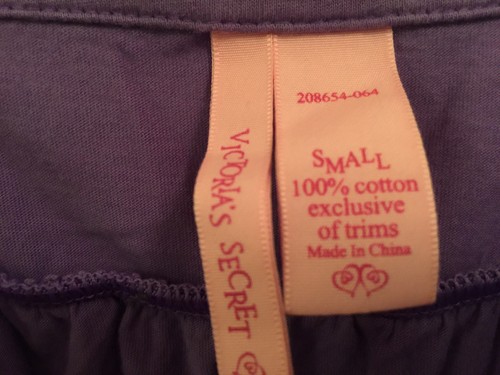 VICTORIA'S SECRET
208654-064
SMALL
100% cotton
exclusive
of trims
Made In China